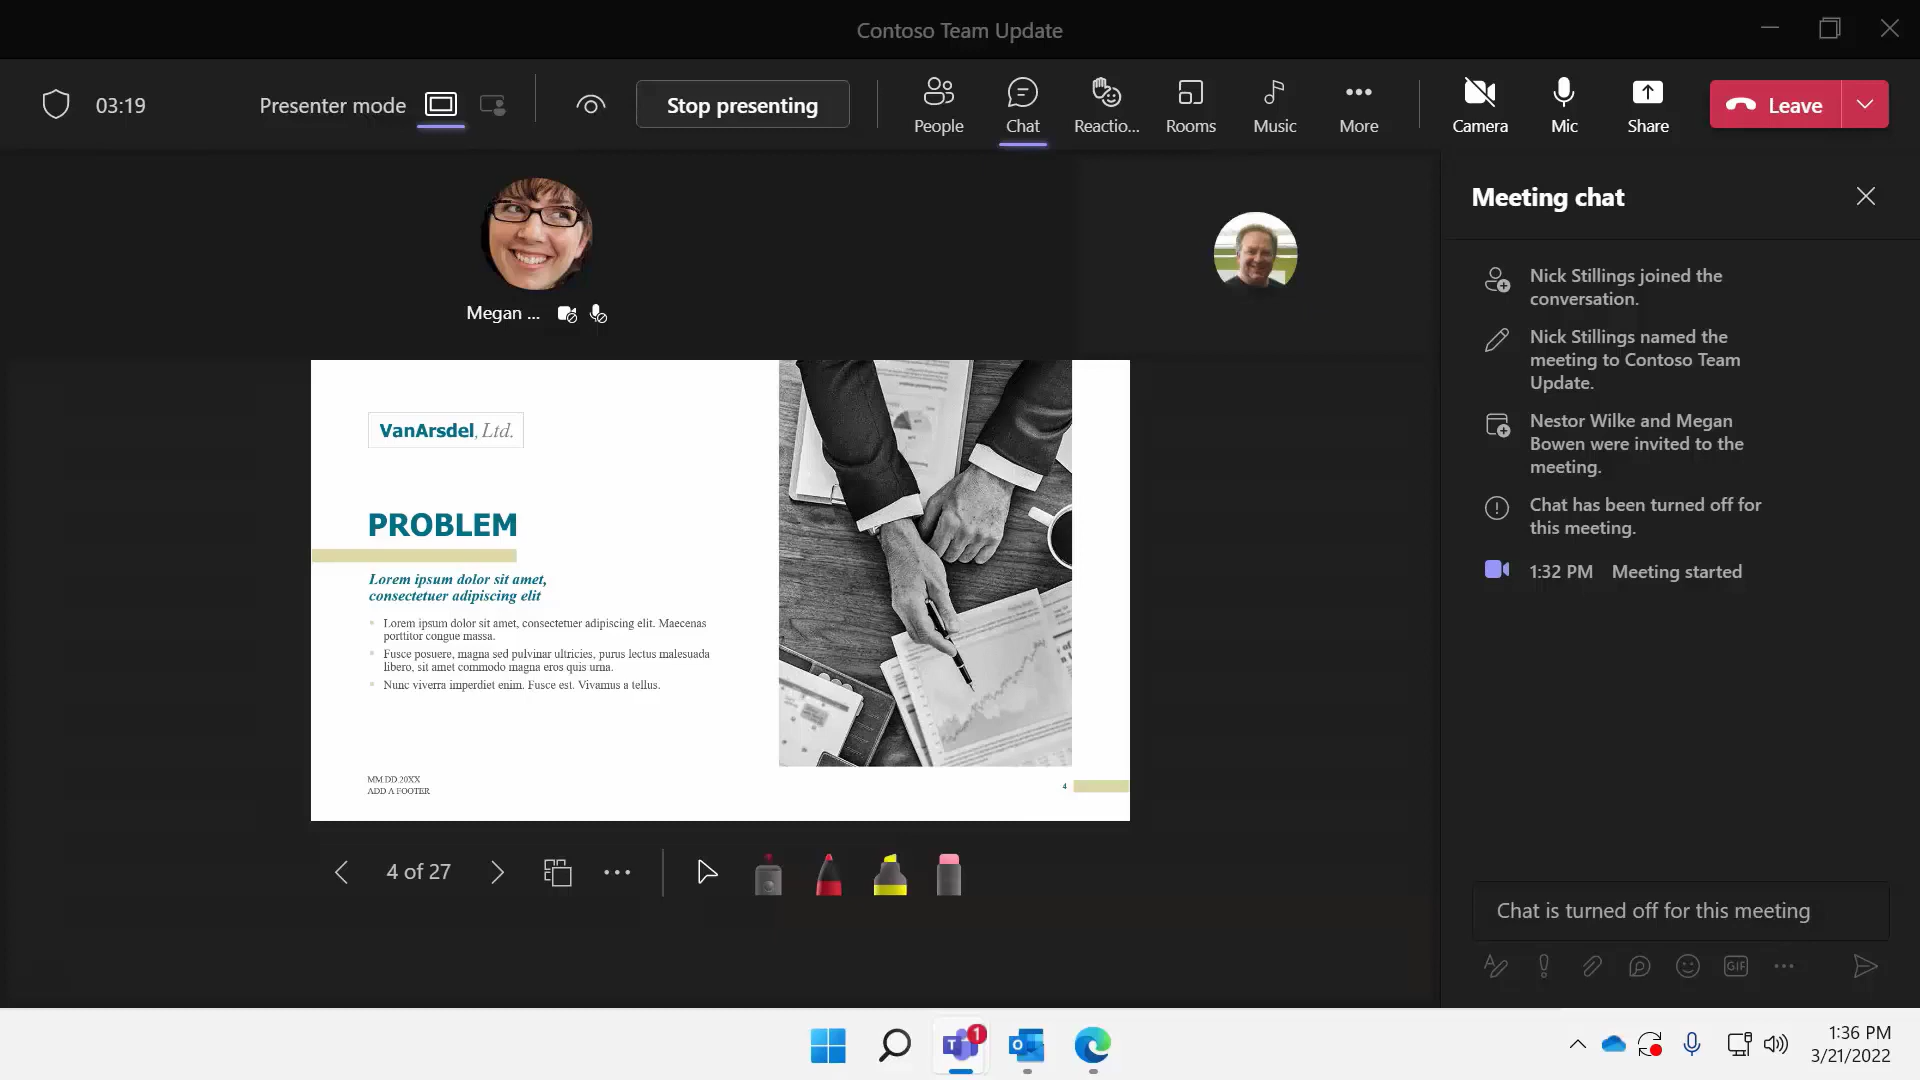 Contoso Team Update
03:19
Presenter mode
Stop presenting
People
Chat
Reactio...
Rooms
Music
More
Camera
Mic
Share
Leave
Megan ...
VanArsdel, Ltd.
PROBLEM
Lorem ipsum dolor sit amet,
consectetuer adipiscing elit
Lorem ipsum dolor sit amet, consectetuer adipiscing elit. Maecenas
porttitor congue massa.
Fusce posuere, magna sed pulvinar ultricies, purus lectus malesuada
libero, sit amet commodo magna eros quis urna.
Nunc viverra imperdiet enim. Fusce est. Vivamus a tellus.
MM.DD.20XX
ADD A FOOTER
4
4 of 27
Meeting chat
Nick Stillings joined the
conversation.
Nick Stillings named the
meeting to Contoso Team
Update.
Nestor Wilke and Megan
Bowen were invited to the
meeting.
Chat has been turned off for
this meeting.
1:32 PM Meeting started
Chat is turned off for this meeting
GIF
T
1
O
1:36 PM
3/21/2022